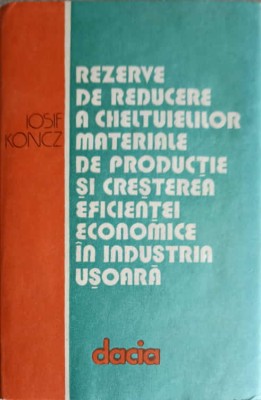 IOSIF
KONCZ
REZERVE
DE REDUCERE
A CHELTUIELILOR
MATERIALE
DE PRODUCȚIE
ȘI CREȘTEREA
EFICIENȚEI
ECONOMICE
ÎN INDUSTRIA
UȘOARĂ
dacia